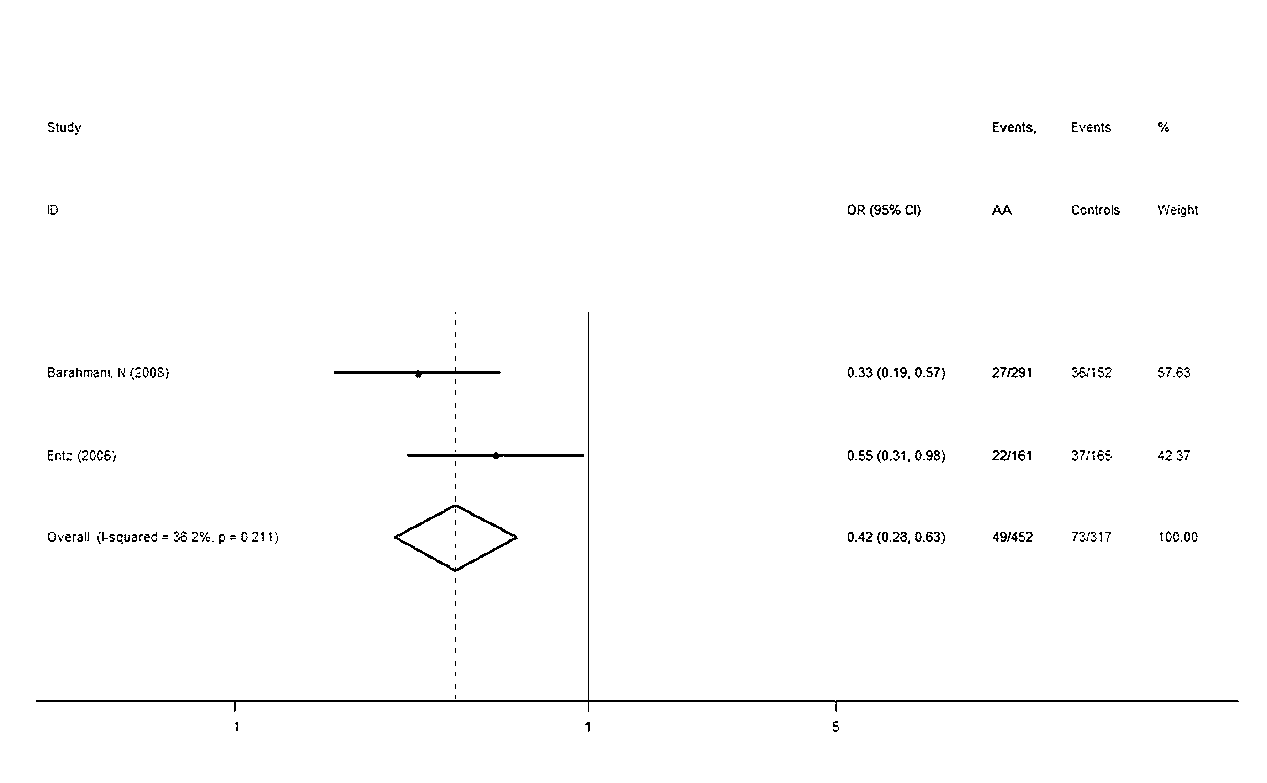 Study Events, Events %
ID OR (95% CI) AA Controls Weight
Barahmani, N (2008) 0.33 (0.19, 0.57) 27/291 36/152 57.63
Entz (2006) 0.55 (0.31, 0.98) 22/161 37/165 42.37
Overall (I-squared = 36.2%, p = 0.211) 0.42 (0.28, 0.63) 49/452 73/317 100.00
.1 1 5